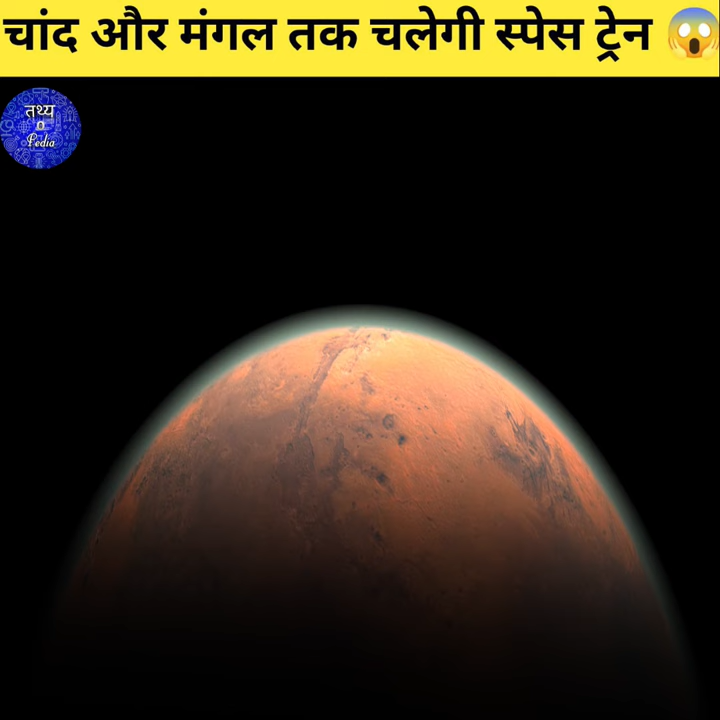 चांद और मंगल तक चलेगी स्पेस ट्रेन 😱
तथ्य
Pedia